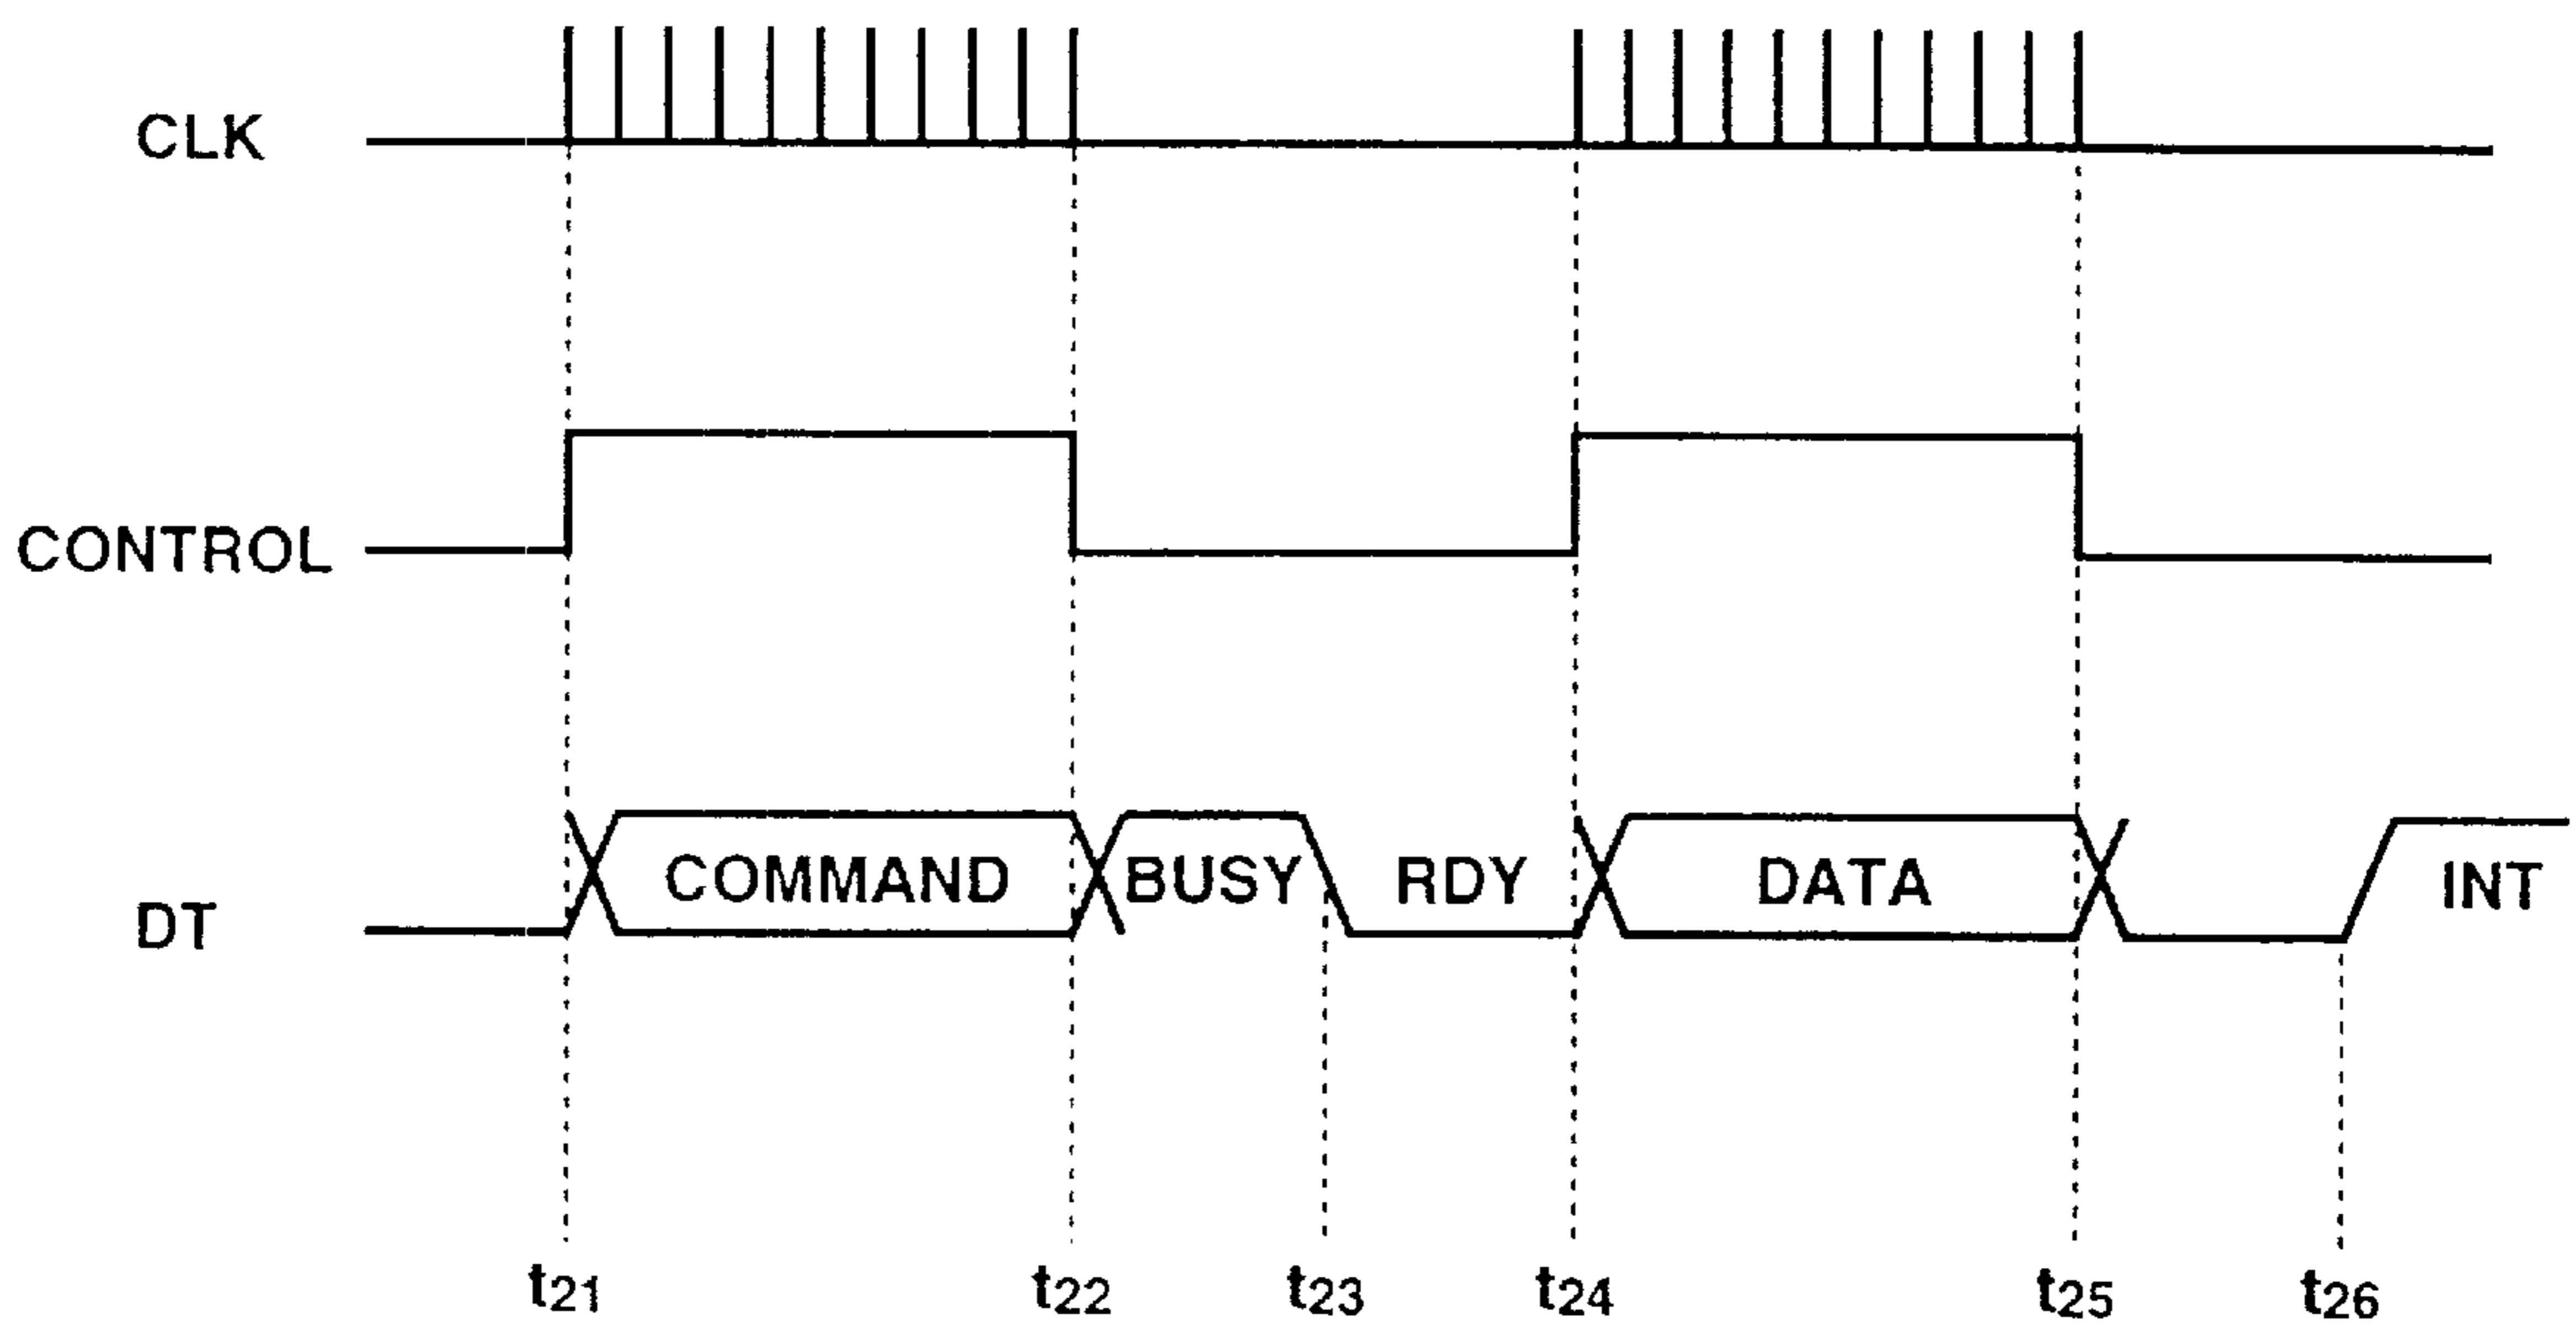 CLK
CONTROL
DT
COMMAND
BUSY
RDY
DATA
INT
t21
t22
t23
t24
t25
t26